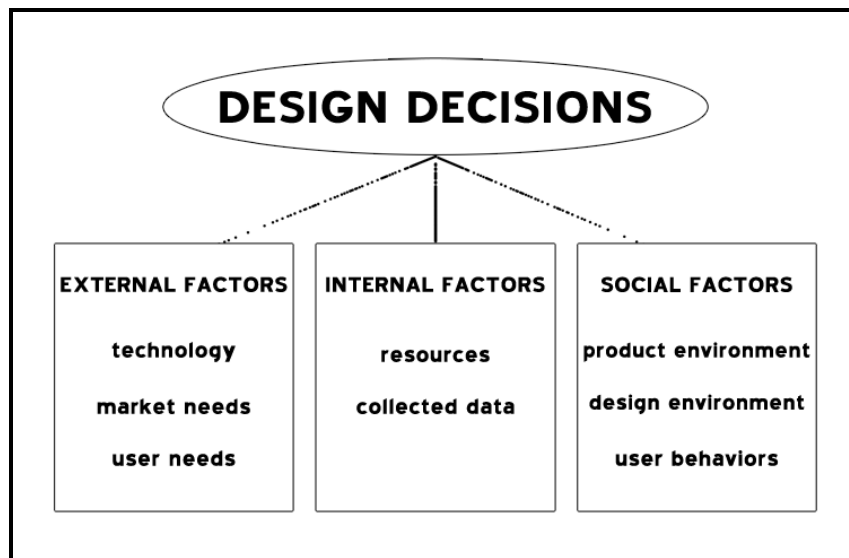 DESIGN DECISIONS
EXTERNAL FACTORS
technology
market needs
user needs
INTERNAL FACTORS
resources
collected data
SOCIAL FACTORS
product environment
design environment
user behaviors